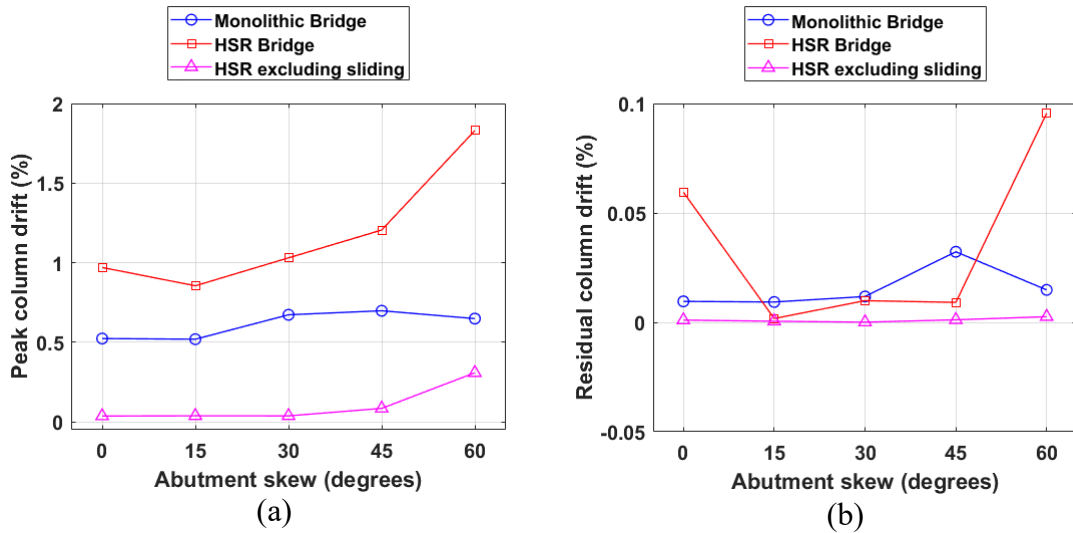 Monolithic Bridge
HSR Bridge
HSR excluding sliding
2
1.5
1
0.5
0
Peak column drift (%)
0
15
30
45
60
Abutment skew (degrees)
(a)
Monolithic Bridge
HSR Bridge
HSR excluding sliding
0.1
0.05
0
-0.05
Residual column drift (%)
0
15
30
45
60
Abutment skew (degrees)
(b)